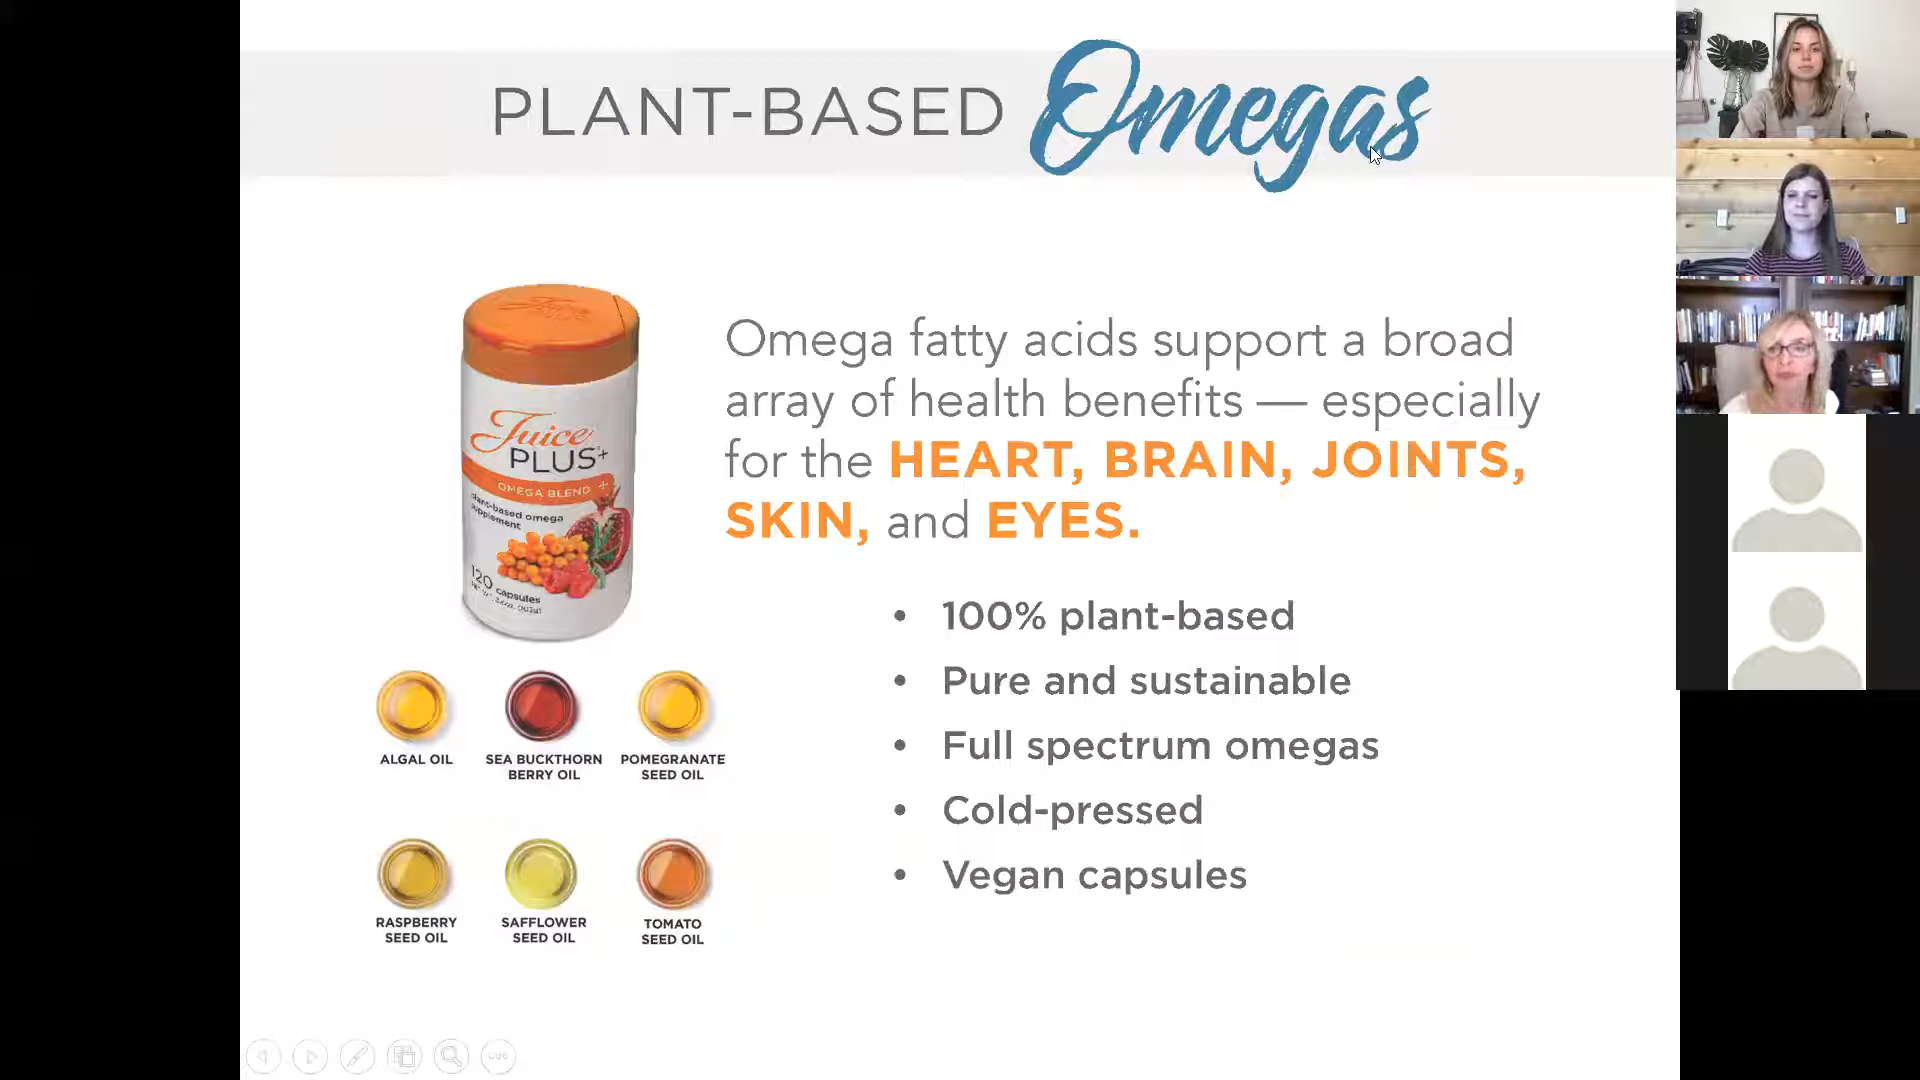 PLANT-BASED Omegas
Omega fatty acids support a broad
array of health benefits — especially
for the HEART, BRAIN, JOINTS,
SKIN, and EYES.
Juice
PLUS+
OMEGA BLEND +
plant-based omega
supplement
120 capsules
ALGAL OIL
SEA BUCKTHORN
BERRY OIL
POMEGRANATE
SEED OIL
RASPBERRY
SEED OIL
SAFFLOWER
SEED OIL
TOMATO
SEED OIL
• 100% plant-based
• Pure and sustainable
• Full spectrum omegas
• Cold-pressed
• Vegan capsules